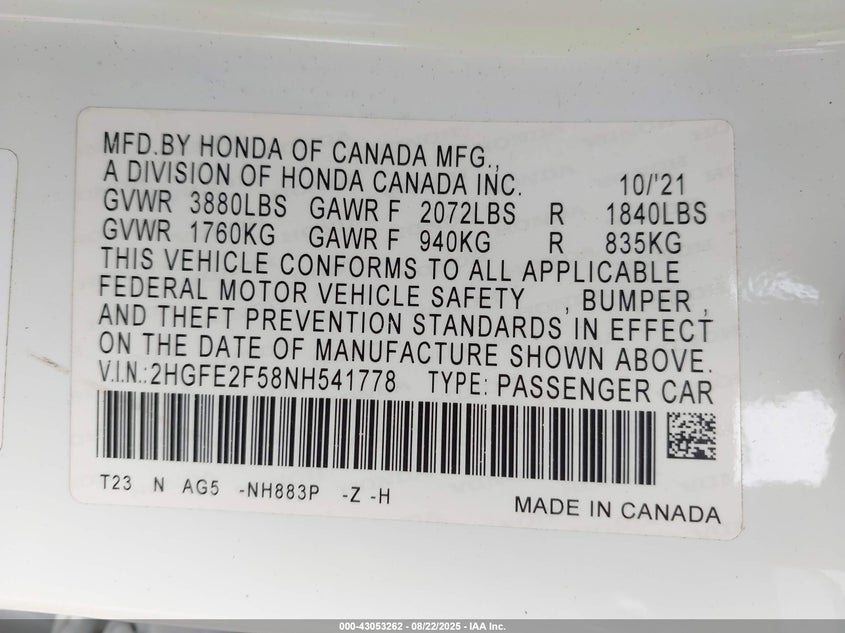 MFD.BY HONDA OF CANADA MFG.,
A DIVISION OF HONDA CANADA INC. 10/'21
GVWR 3880LBS GAWR F 2072LBS R 1840LBS
GVWR 1760KG GAWR F 940KG R 835KG
THIS VEHICLE CONFORMS TO ALL APPLICABLE
FEDERAL MOTOR VEHICLE SAFETY , BUMPER ,
AND THEFT PREVENTION STANDARDS IN EFFECT
ON THE DATE OF MANUFACTURE SHOWN ABOVE.
V.I.N.:2HGFE2F58NH541778 TYPE: PASSENGER CAR
T23 N AG5 -NH883P -Z -H
MADE IN CANADA
000-43053262 - 08/22/2025 - IAA Inc.